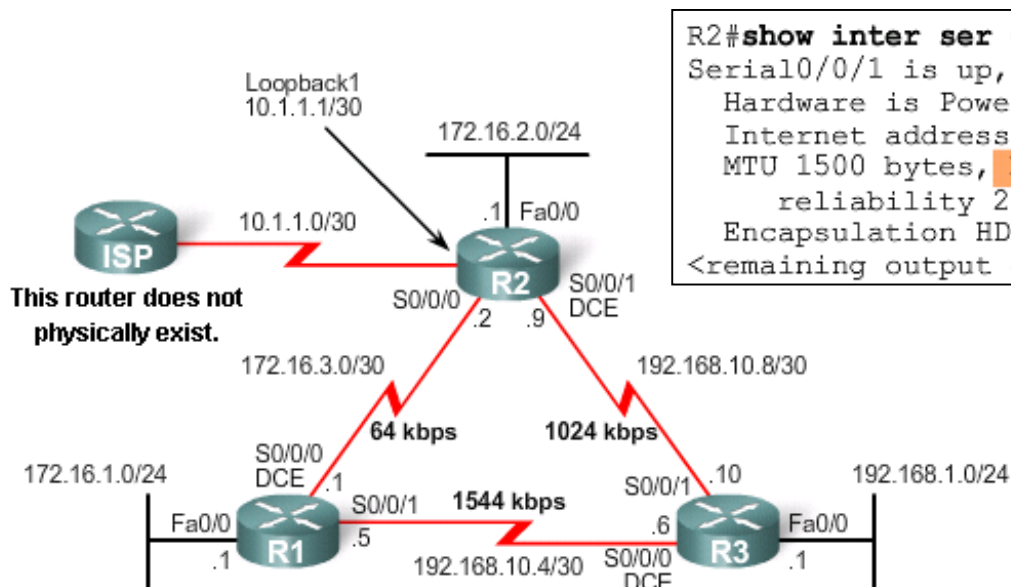 R2#show inter ser
Serial0/0/1 is up,
Hardware is Powe
Internet address
MTU 1500 bytes,
reliability 2
Encapsulation HD
<remaining output
Loopback1
10.1.1.1/30
172.16.2.0/24
10.1.1.0/30
.1
Fa0/0
ISP
R2
This router does not
physically exist.
S0/0/0
S0/0/1
DCE
.2
.9
172.16.3.0/30
192.168.10.8/30
64 kbps
1024 kbps
172.16.1.0/24
S0/0/0
DCE
.1
S0/0/1
1544 kbps
S0/0/1
.10
192.168.1.0/24
Fa0/0
.1
R1
.5
.6
R3
Fa0/0
.1
192.168.10.4/30
S0/0/0
DCE